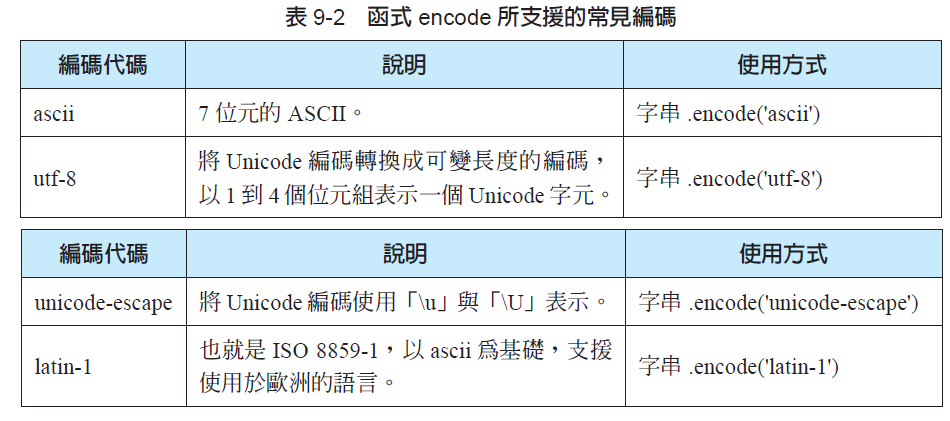 表 9-2 函式 encode 所支援的常見編碼
編碼代碼 說明 使用方式
ascii 7 位元的 ASCII。 字串 .encode('ascii')
utf-8 將 Unicode 編碼轉換成可變長度的編碼，
以 1 到 4 個位元組表示一個 Unicode 字元。 字串 .encode('utf-8')
編碼代碼 說明 使用方式
unicode-escape 將 Unicode 編碼使用「\u」與「\U」表示。 字串 .encode('unicode-escape')
latin-1 也就是 ISO 8859-1，以 ascii 為基礎，支援
使用於歐洲的語言。 字串 .encode('latin-1')